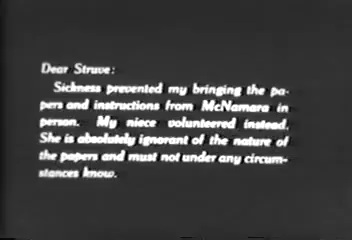 Dear Struve:
Sickness prevented my bringing the pa-
pers and instructions from McNamara in
person. My niece volunteered instead.
She is absolutely ignorant of the nature of
the papers and must not under any circum-
stances know.